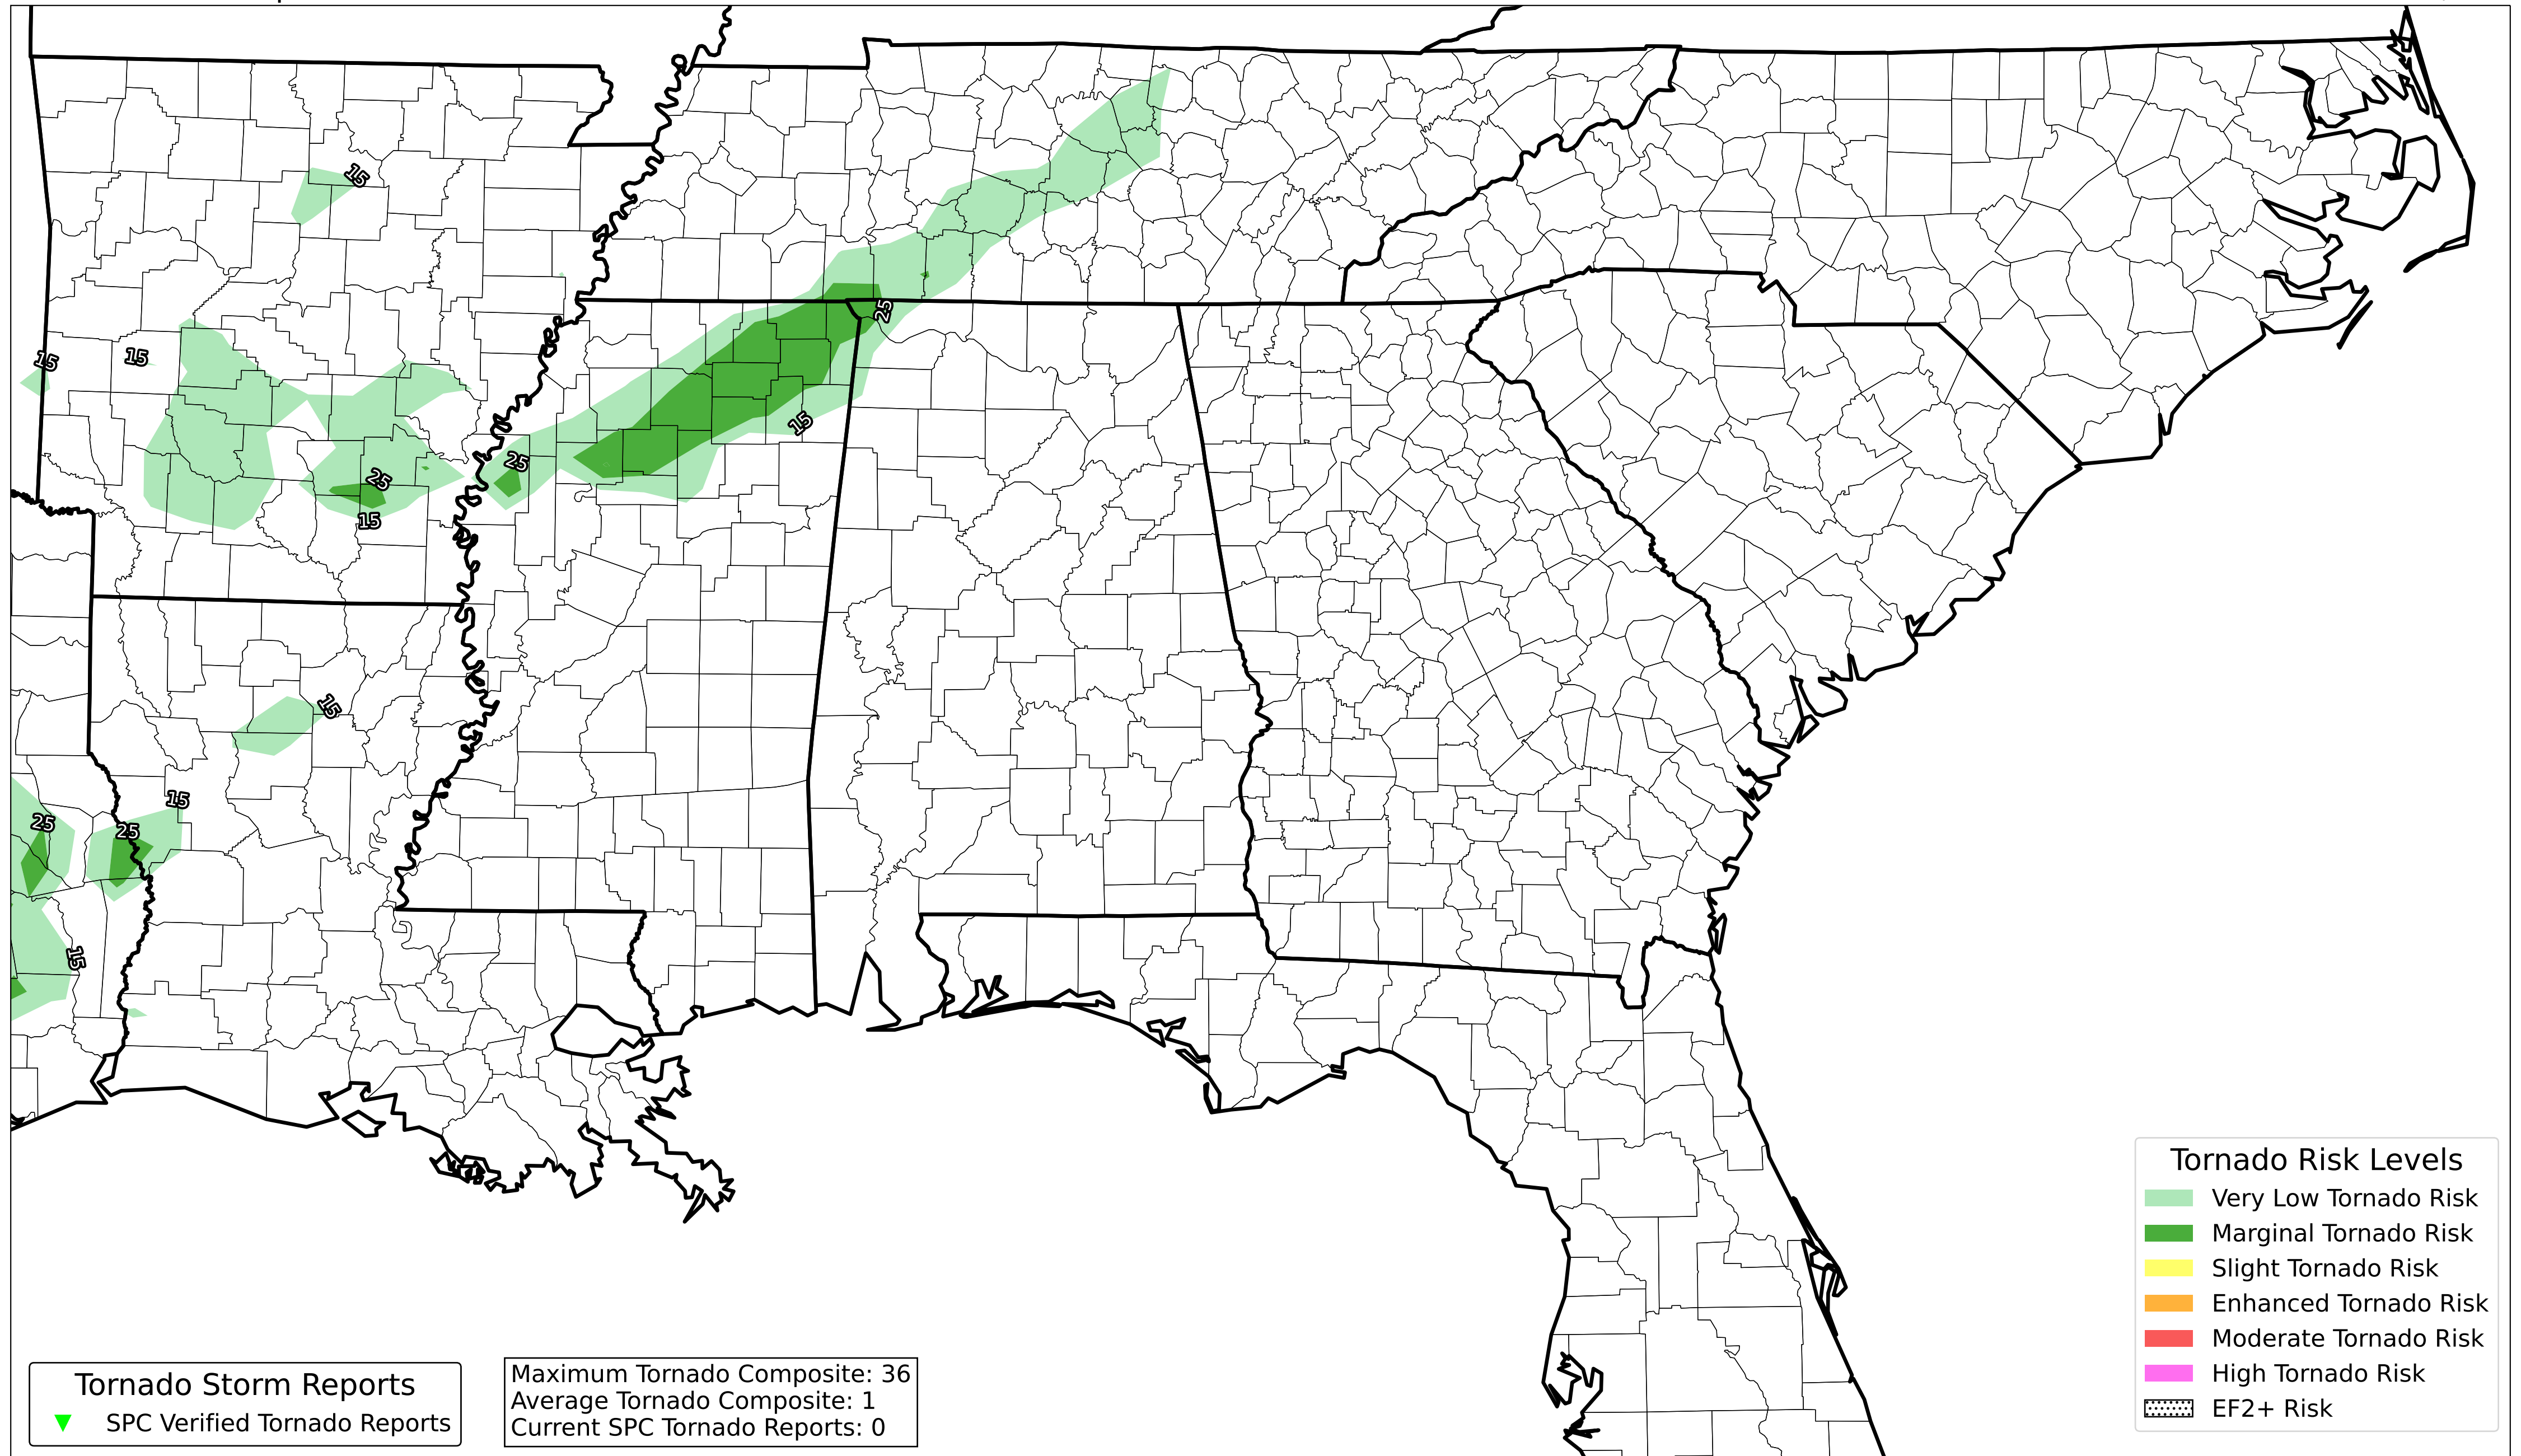 15
15
15
25
15
25
25
15
15
15
25
25
15
15
Tornado Risk Levels
Very Low Tornado Risk
Marginal Tornado Risk
Slight Tornado Risk
Enhanced Tornado Risk
Moderate Tornado Risk
High Tornado Risk
EF2+ Risk
Tornado Storm Reports
SPC Verified Tornado Reports
Maximum Tornado Composite: 36
Average Tornado Composite: 1
Current SPC Tornado Reports: 0